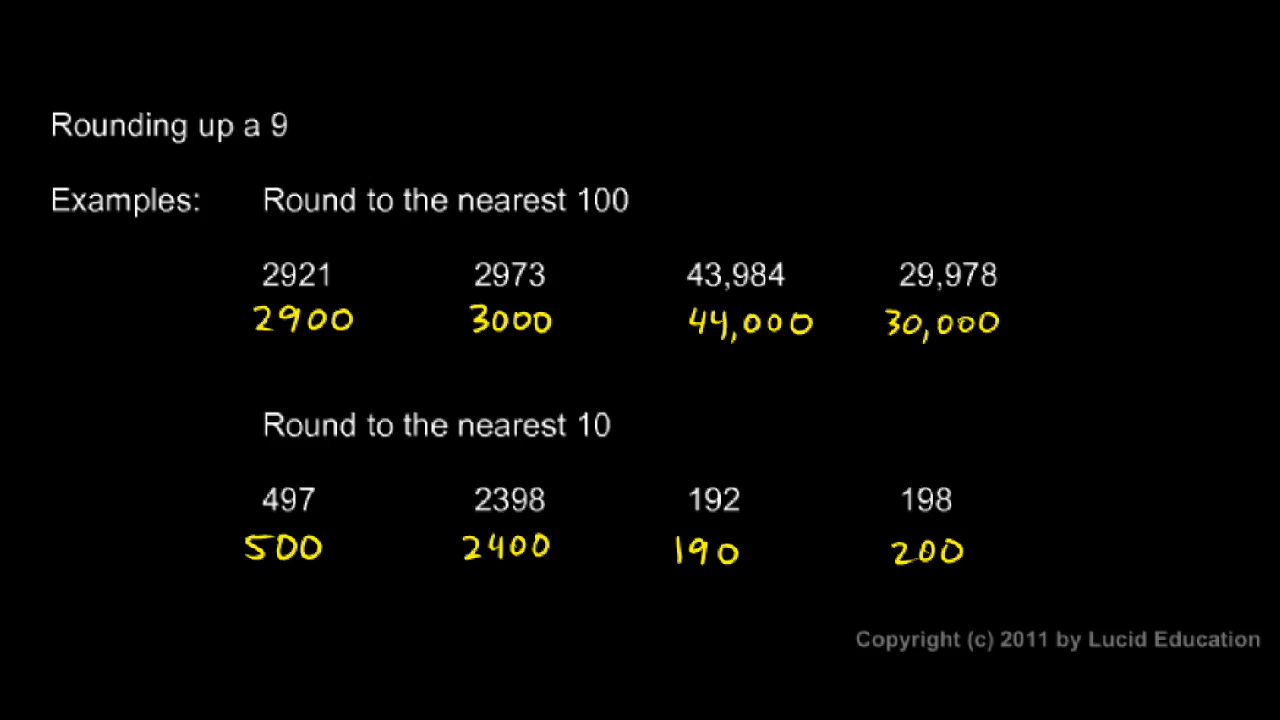 Rounding up a 9
Examples: Round to the nearest 100
2921 2973 43,984 29,978
2900 3000 44,000 30,000
Round to the nearest 10
497 2398 192 198
500 2400 190 200
Copyright (c) 2011 by Lucid Education